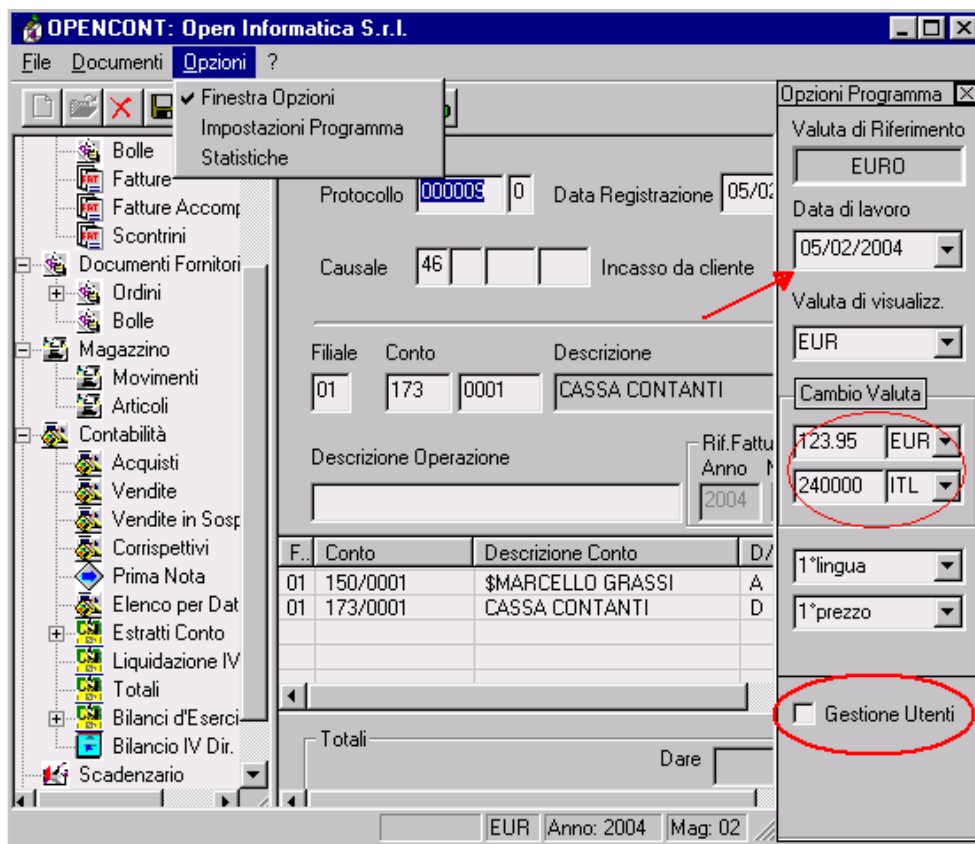 OPENCONT: Open Informatica S.r.l.
File Documenti Opzioni ?
Finestra Opzioni
Impostazioni Programma
Statistiche
Bolle
Fatture
Fatture Accomp
Scontrini
Documenti Fornitori
Ordini
Bolle
Magazzino
Movimenti
Articoli
Contabilità
Acquisti
Vendite
Vendite in Sosp
Corrispettivi
Prima Nota
Elenco per Dat
Estratti Conto
Liquidazione IV
Totali
Bilanci d'Eserci
Bilancio IV Dir.
Scadenzario
Protocollo 000009 0 Data Registrazione 05/02
Causale 46 Incasso da cliente
Filiale Conto Descrizione
01 173 0001 CASSA CONTANTI
Descrizione Operazione
Rif.Fattu
Anno N
2004
F.. Conto Descrizione Conto D/
01 150/0001 $MARCELLO GRASSI A
01 173/0001 CASSA CONTANTI D
Totali
Dare
Opzioni Programma
Valuta di Riferimento
EURO
Data di lavoro
05/02/2004
Valuta di visualizz.
EUR
Cambio Valuta
123.95 EUR
240000 ITL
1°lingua
1°prezzo
Gestione Utenti
EUR Anno: 2004 Mag: 02